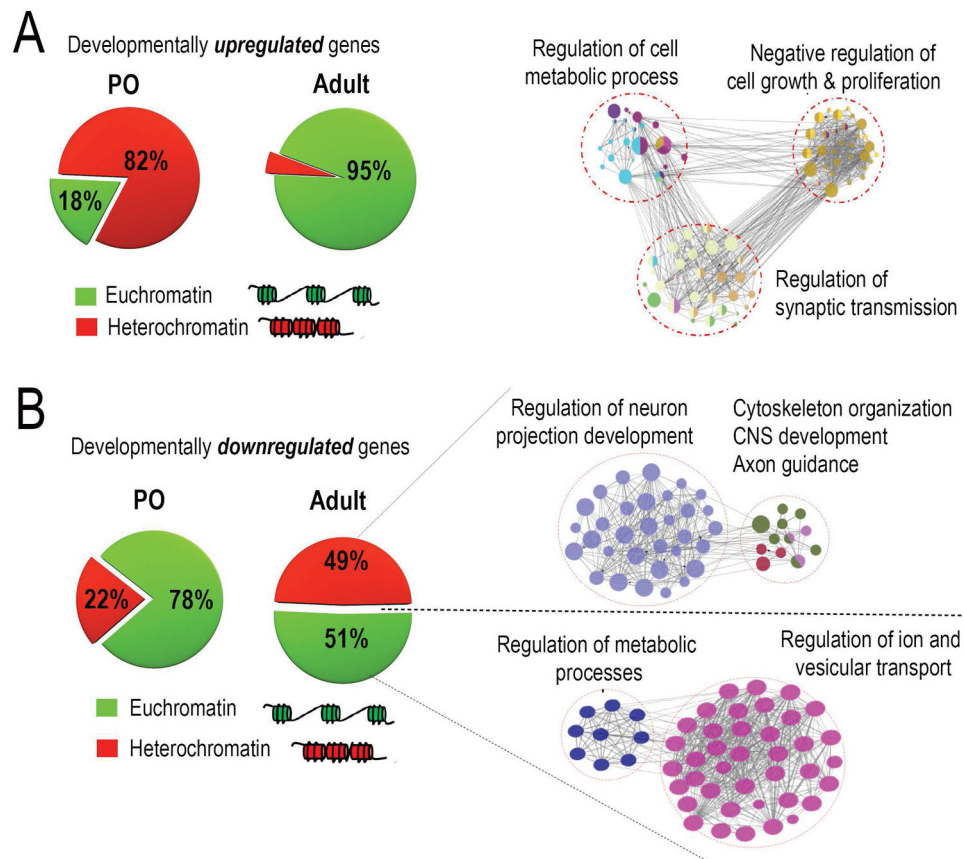 A
Developmentally upregulated genes
PO
Adult
82%
18%
95%
Euchromatin
Heterochromatin
Regulation of cell
metabolic process
Negative regulation of
cell growth & proliferation
Regulation of
synaptic transmission
B
Developmentally downregulated genes
PO
Adult
22%
78%
49%
51%
Euchromatin
Heterochromatin
Regulation of neuron
projection development
Cytoskeleton organization
CNS development
Axon guidance
Regulation of metabolic
processes
Regulation of ion and
vesicular transport